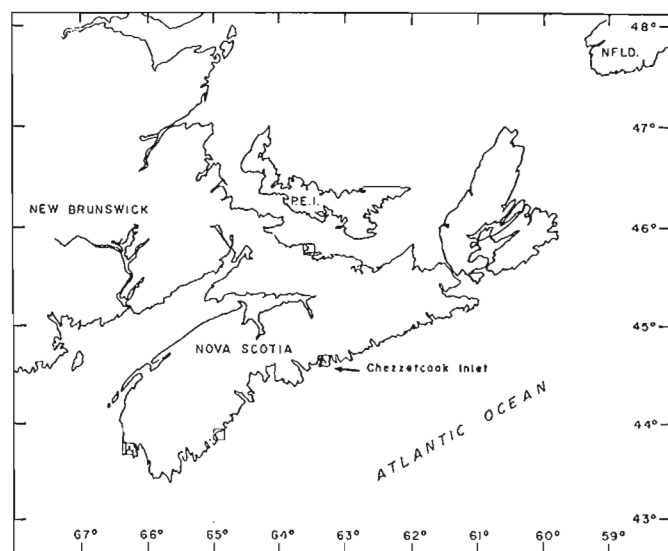 48°
NFLD.
47°
P.E.I.
NEW BRUNSWICK
46°
45°
NOVA SCOTIA
Chezzetcook Inlet
44°
ATLANTIC OCEAN
43°
67° 66° 65° 64° 63° 62° 61° 60° 59°